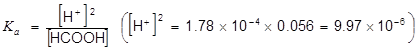 Kₐ = [H⁺]² / [HCOOH] ([H⁺]² = 1.78 × 10⁻⁴ × 0.056 = 9.97 × 10⁻⁶)